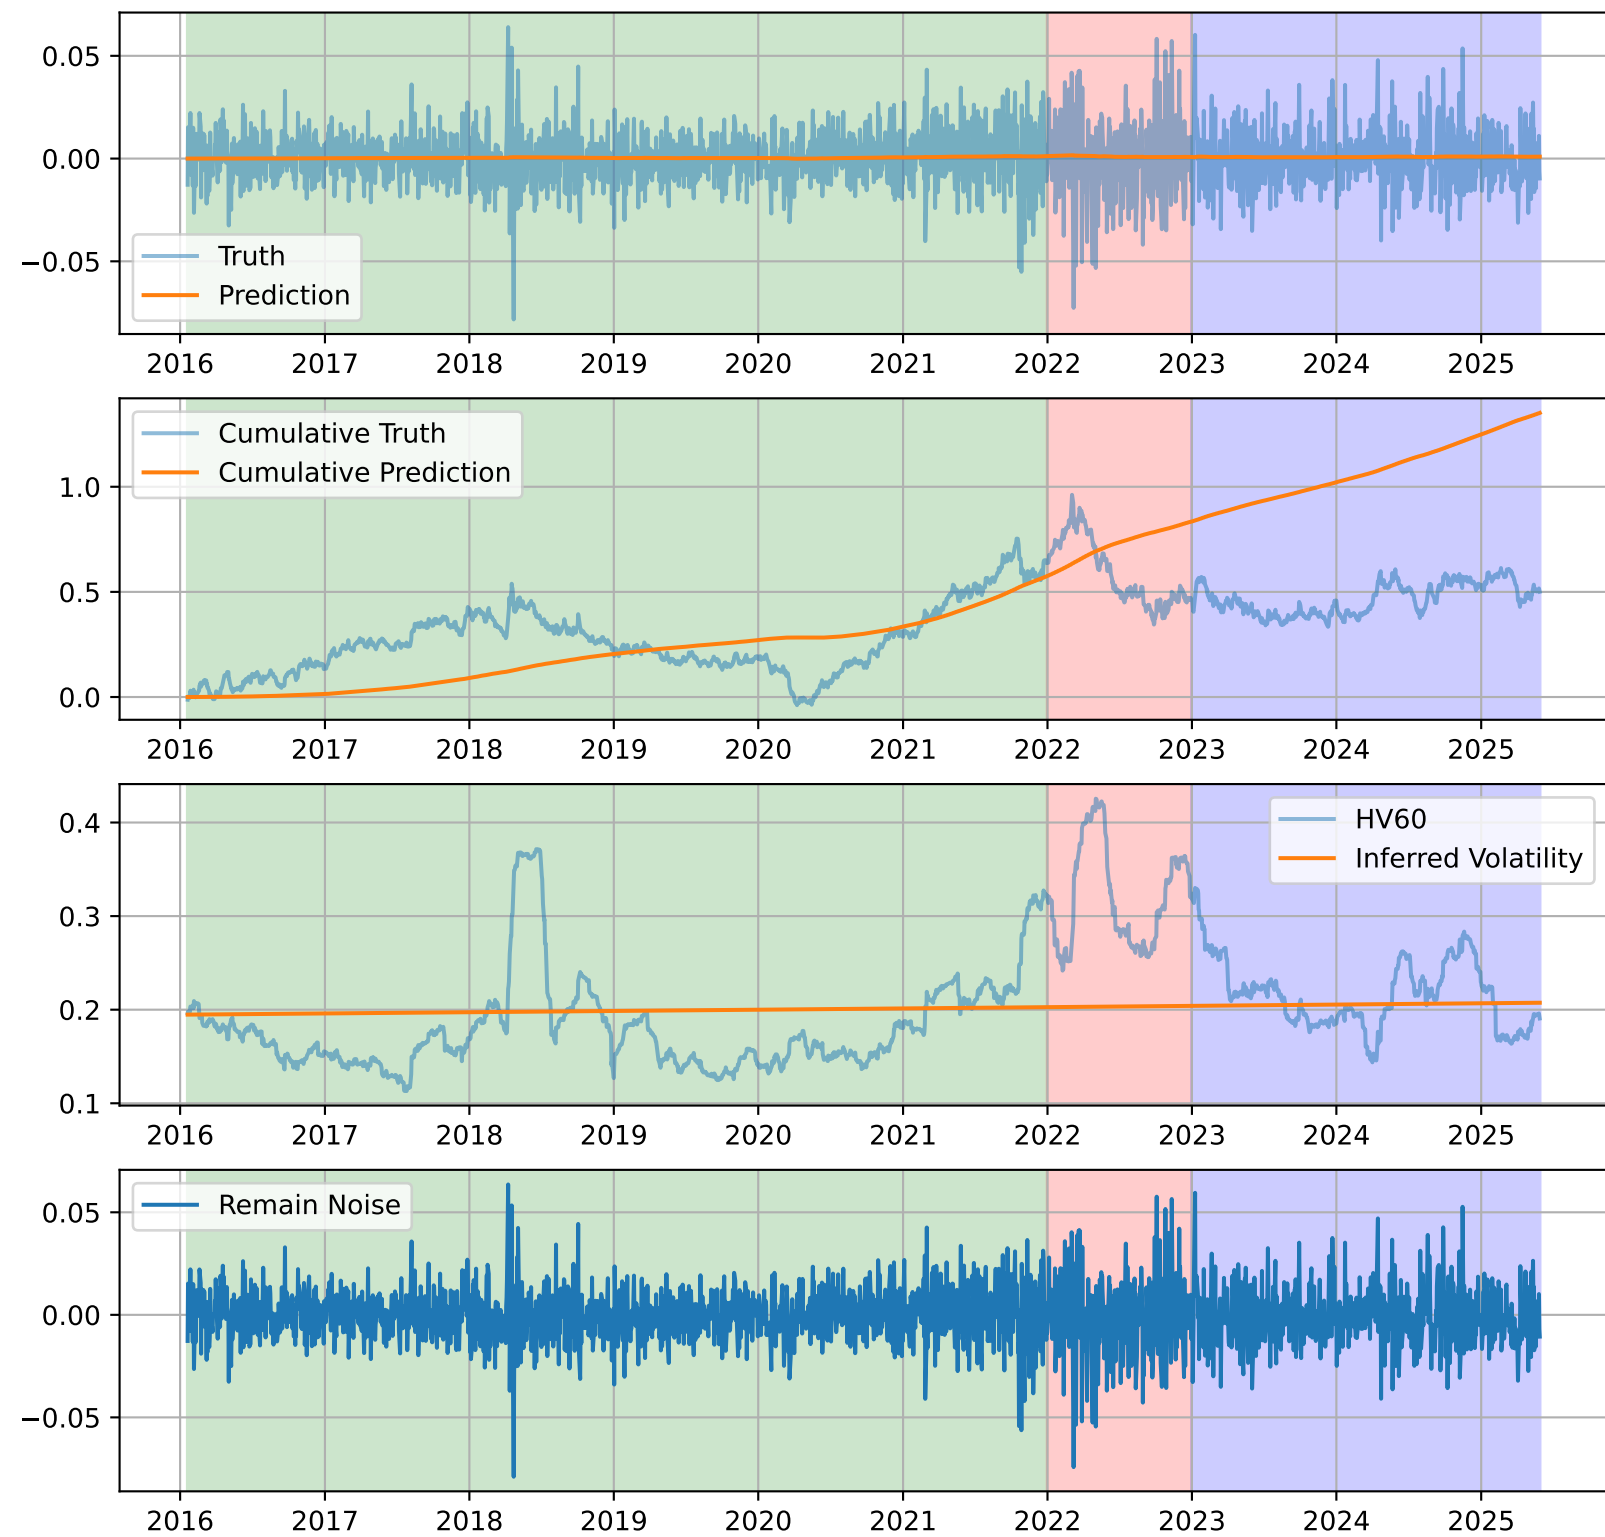 0.05
0.00
−0.05
Truth
Prediction
2016 2017 2018 2019 2020 2021 2022 2023 2024 2025
1.0
0.5
0.0
Cumulative Truth
Cumulative Prediction
2016 2017 2018 2019 2020 2021 2022 2023 2024 2025
0.4
0.3
0.2
0.1
HV60
Inferred Volatility
2016 2017 2018 2019 2020 2021 2022 2023 2024 2025
0.05
0.00
−0.05
Remain Noise
2016 2017 2018 2019 2020 2021 2022 2023 2024 2025